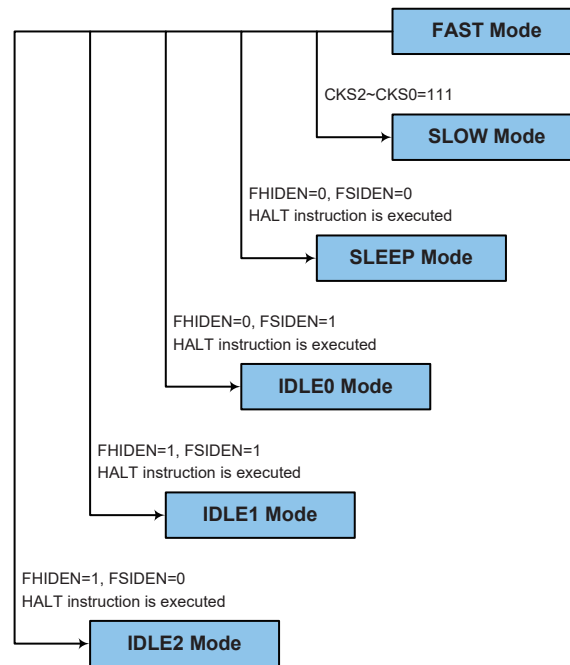 FAST Mode
CKS2~CKS0=111
SLOW Mode
FHIDEN=0, FSIDEN=0
HALT instruction is executed
SLEEP Mode
FHIDEN=0, FSIDEN=1
HALT instruction is executed
IDLE0 Mode
FHIDEN=1, FSIDEN=1
HALT instruction is executed
IDLE1 Mode
FHIDEN=1, FSIDEN=0
HALT instruction is executed
IDLE2 Mode